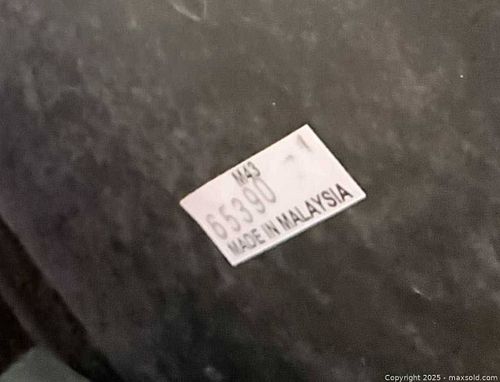 M43
65390
MADE IN MALAYSIA
Copyright 2025 - maxsold.com